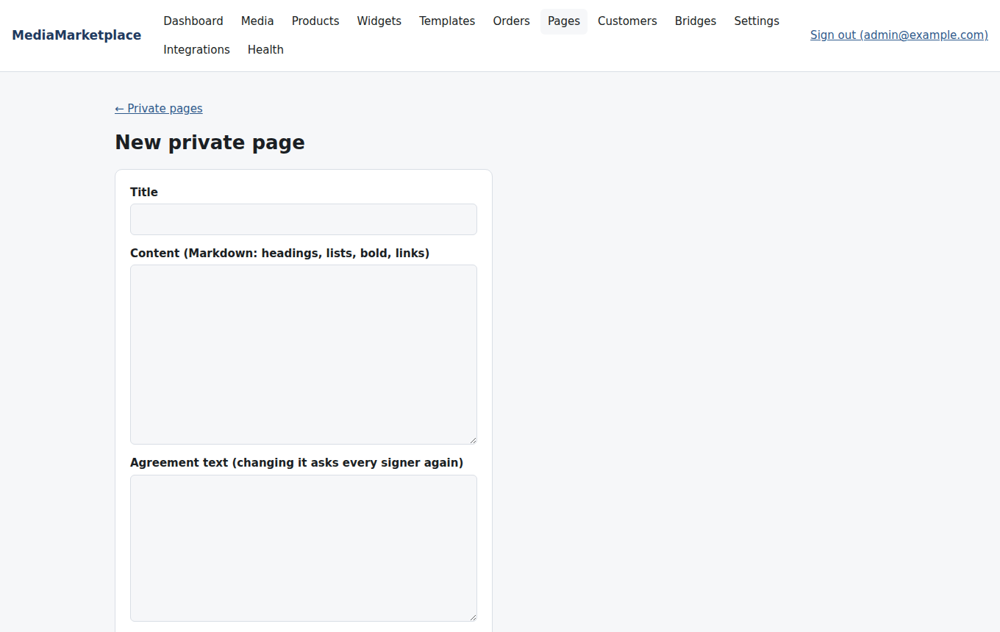 MediaMarketplace
Dashboard Media Products Widgets Templates Orders Pages Customers Bridges Settings
Integrations Health
Sign out (admin@example.com)
← Private pages
New private page
Title
Content (Markdown: headings, lists, bold, links)
Agreement text (changing it asks every signer again)